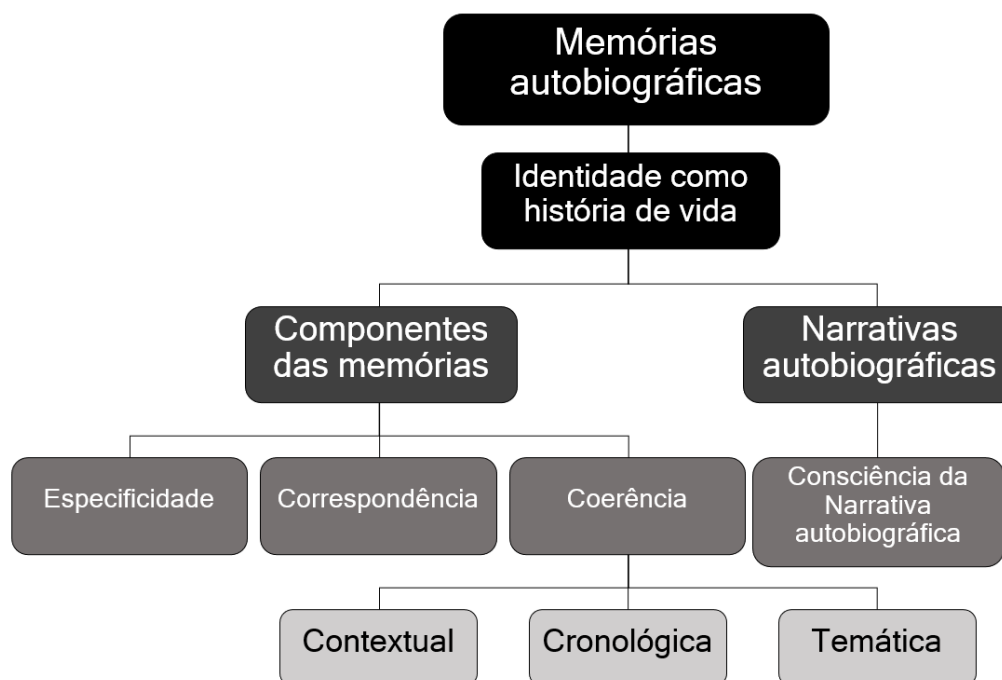 Memórias
autobiográficas
Identidade como
história de vida
Componentes
das memórias
Narrativas
autobiográficas
Especificidade
Correspondência
Coerência
Consciência da
Narrativa
autobiográfica
Contextual
Cronológica
Temática